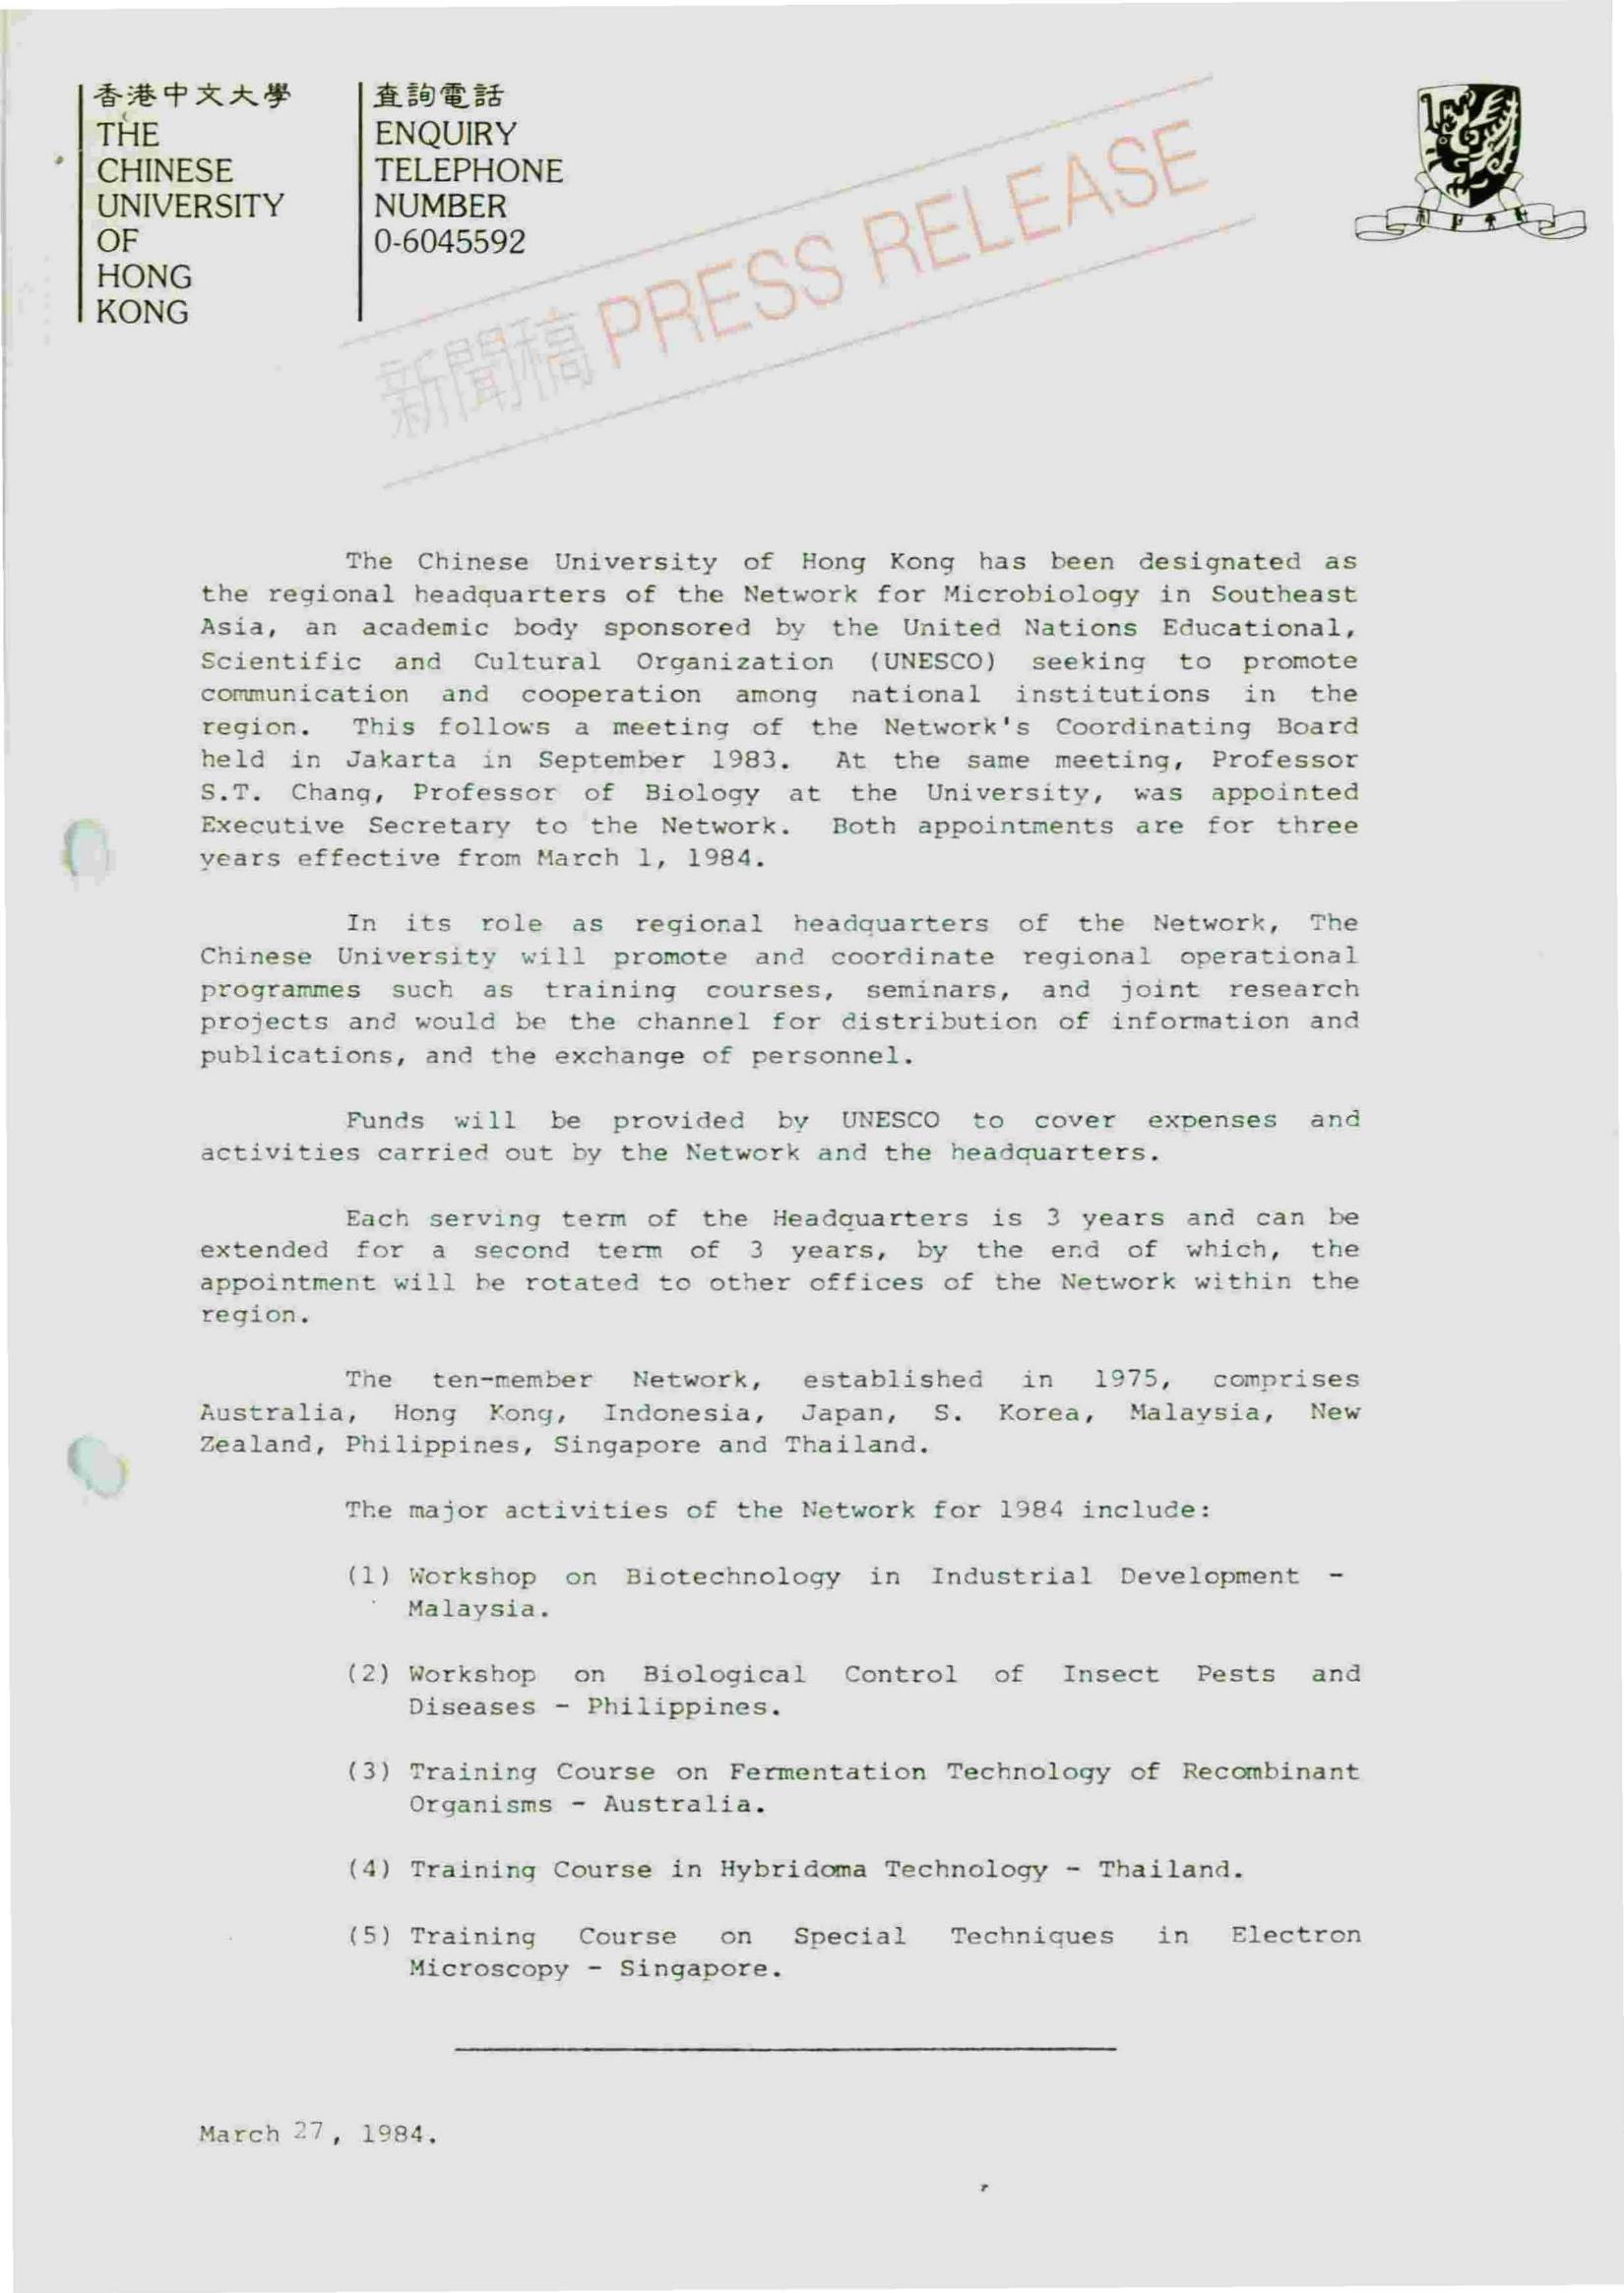 香港中文大學
THE
CHINESE
UNIVERSITY
OF
HONG
KONG
查詢電話
ENQUIRY
TELEPHONE
NUMBER
0-6045592
新聞稿 PRESS RELEASE
The Chinese University of Hong Kong has been designated as
the regional headquarters of the Network for Microbiology in Southeast
Asia, an academic body sponsored by the United Nations Educational,
Scientific and Cultural Organization (UNESCO) seeking to promote
communication and cooperation among national institutions in the
region. This follows a meeting of the Network's Coordinating Board
held in Jakarta in September 1983. At the same meeting, Professor
S.T. Chang, Professor of Biology at the University, was appointed
Executive Secretary to the Network. Both appointments are for three
years effective from March 1, 1984.
In its role as regional headquarters of the Network, The
Chinese University will promote and coordinate regional operational
programmes such as training courses, seminars, and joint research
projects and would be the channel for distribution of information and
publications, and the exchange of personnel.
Funds will be provided by UNESCO to cover expenses and
activities carried out by the Network and the headquarters.
Each serving term of the Headquarters is 3 years and can be
extended for a second term of 3 years, by the end of which, the
appointment will be rotated to other offices of the Network within the
region.
The ten-member Network, established in 1975, comprises
Australia, Hong Kong, Indonesia, Japan, S. Korea, Malaysia, New
Zealand, Philippines, Singapore and Thailand.
The major activities of the Network for 1984 include:
(1) Workshop on Biotechnology in Industrial Development -
Malaysia.
(2) Workshop on Biological Control of Insect Pests and
Diseases - Philippines.
(3) Training Course on Fermentation Technology of Recombinant
Organisms - Australia.
(4) Training Course in Hybridoma Technology - Thailand.
(5) Training Course on Special Techniques in Electron
Microscopy - Singapore.
March 27, 1984.